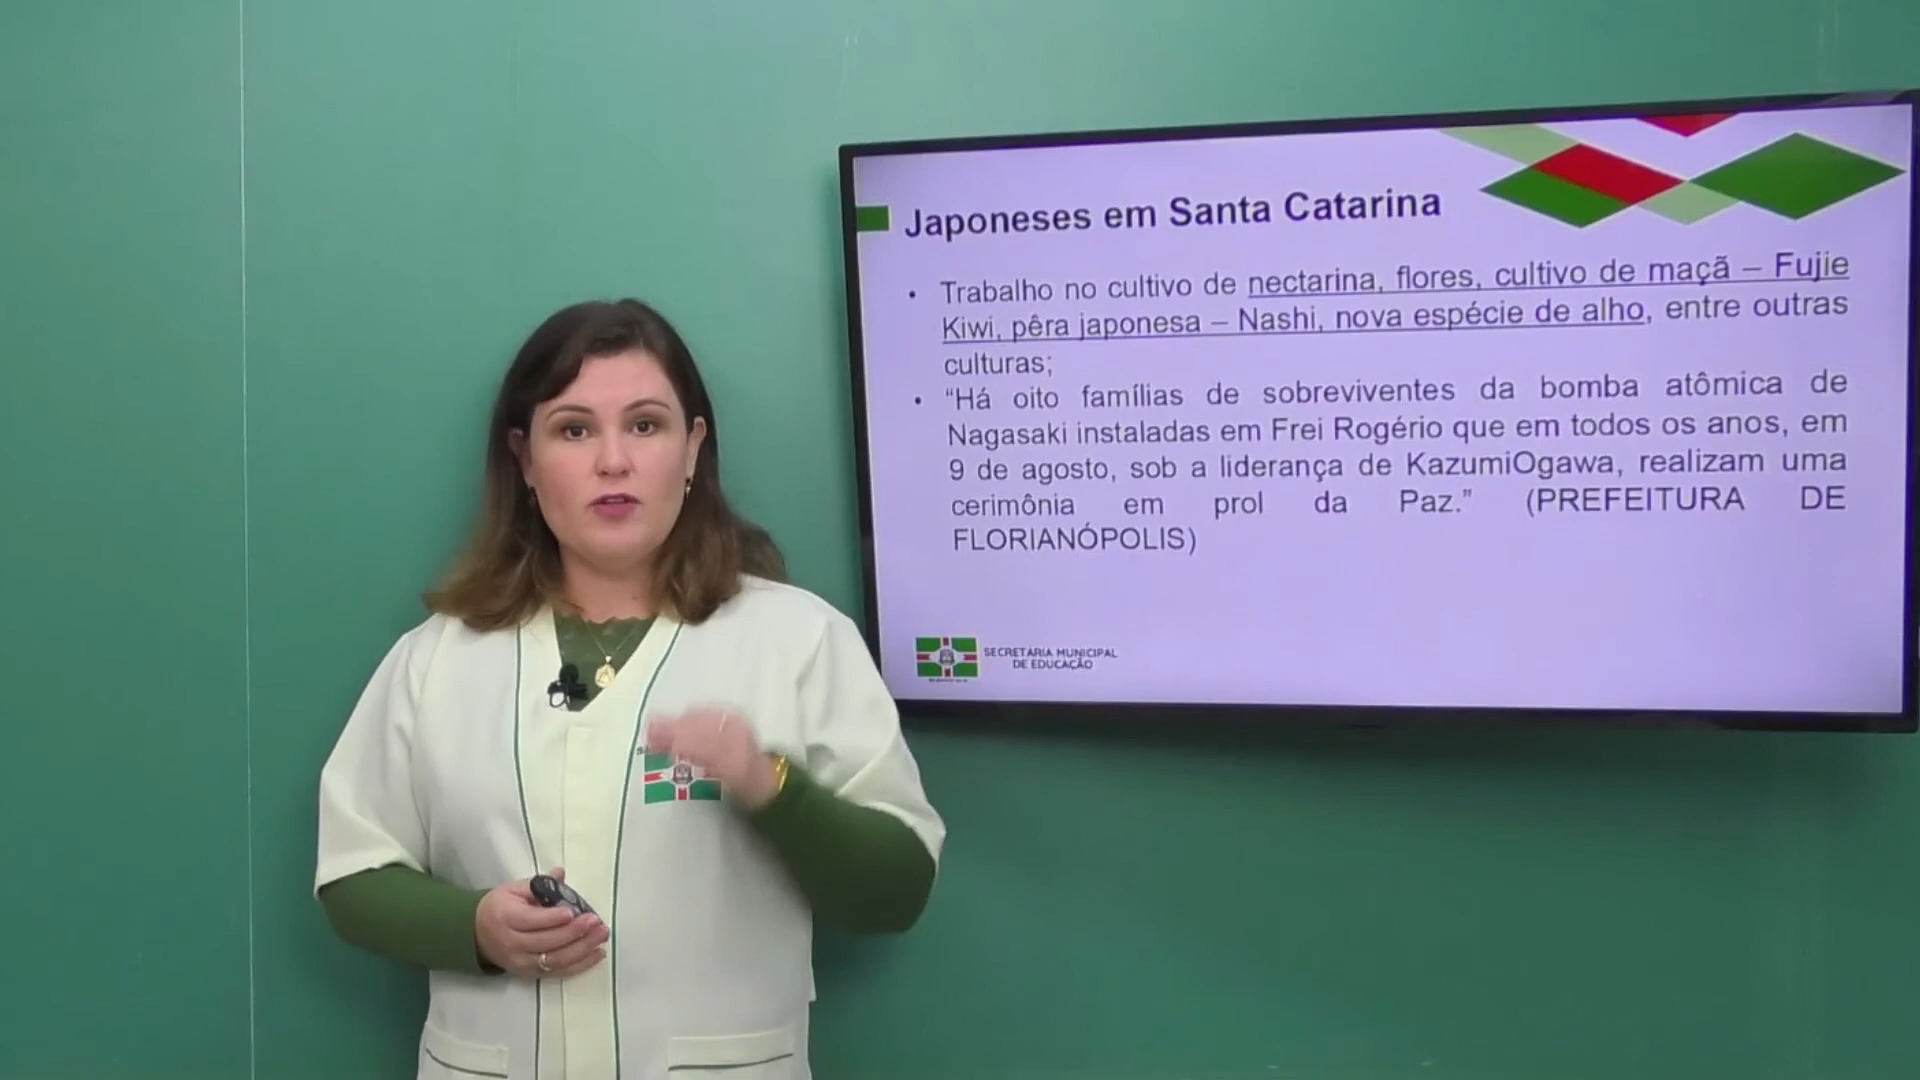 Japoneses em Santa Catarina
• Trabalho no cultivo de nectarina, flores, cultivo de maçã – Fujie
Kiwi, pêra japonesa – Nashi, nova espécie de alho, entre outras
culturas;
• “Há oito famílias de sobreviventes da bomba atômica de
Nagasaki instaladas em Frei Rogério que em todos os anos, em
9 de agosto, sob a liderança de KazumiOgawa, realizam uma
cerimônia em prol da Paz.” (PREFEITURA DE
FLORIANÓPOLIS)
SECRETARIA MUNICIPAL
DE EDUCAÇÃO